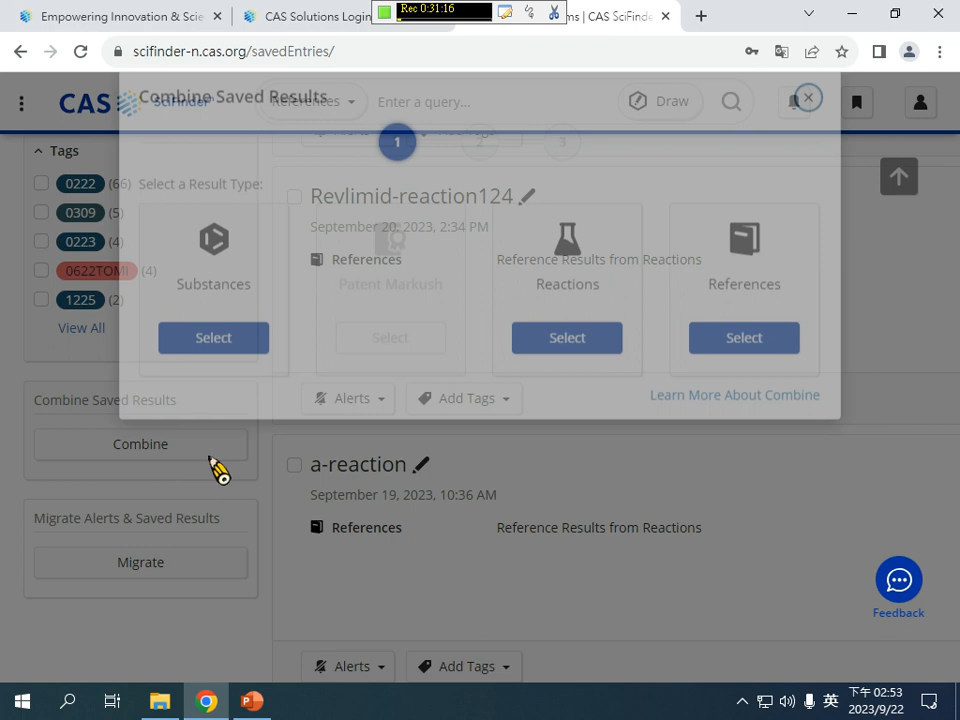 Empowering Innovation & Scie
CAS Solutions Login
Rec 0:31:16
ms | CAS SciFinde
scifinder-n.cas.org/savedEntries/
CAS SciFinder
References
Enter a query...
Draw
Combine Saved Results
Alerts
Add Tags
1
2
3
Tags
0222 (66)
0309 (5)
0223 (4)
0622TOMI (4)
1225 (2)
View All
Select a Result Type:
Revlimid-reaction124
September 20, 2023, 2:34 PM
References
Reference Results from Reactions
Substances
Patent Markush
Reactions
References
Select
Select
Select
Select
Learn More About Combine
Alerts
Add Tags
Combine Saved Results
Combine
Migrate Alerts & Saved Results
Migrate
a-reaction
September 19, 2023, 10:36 AM
References
Reference Results from Reactions
Feedback
Alerts
Add Tags
英
下午 02:53
2023/9/22